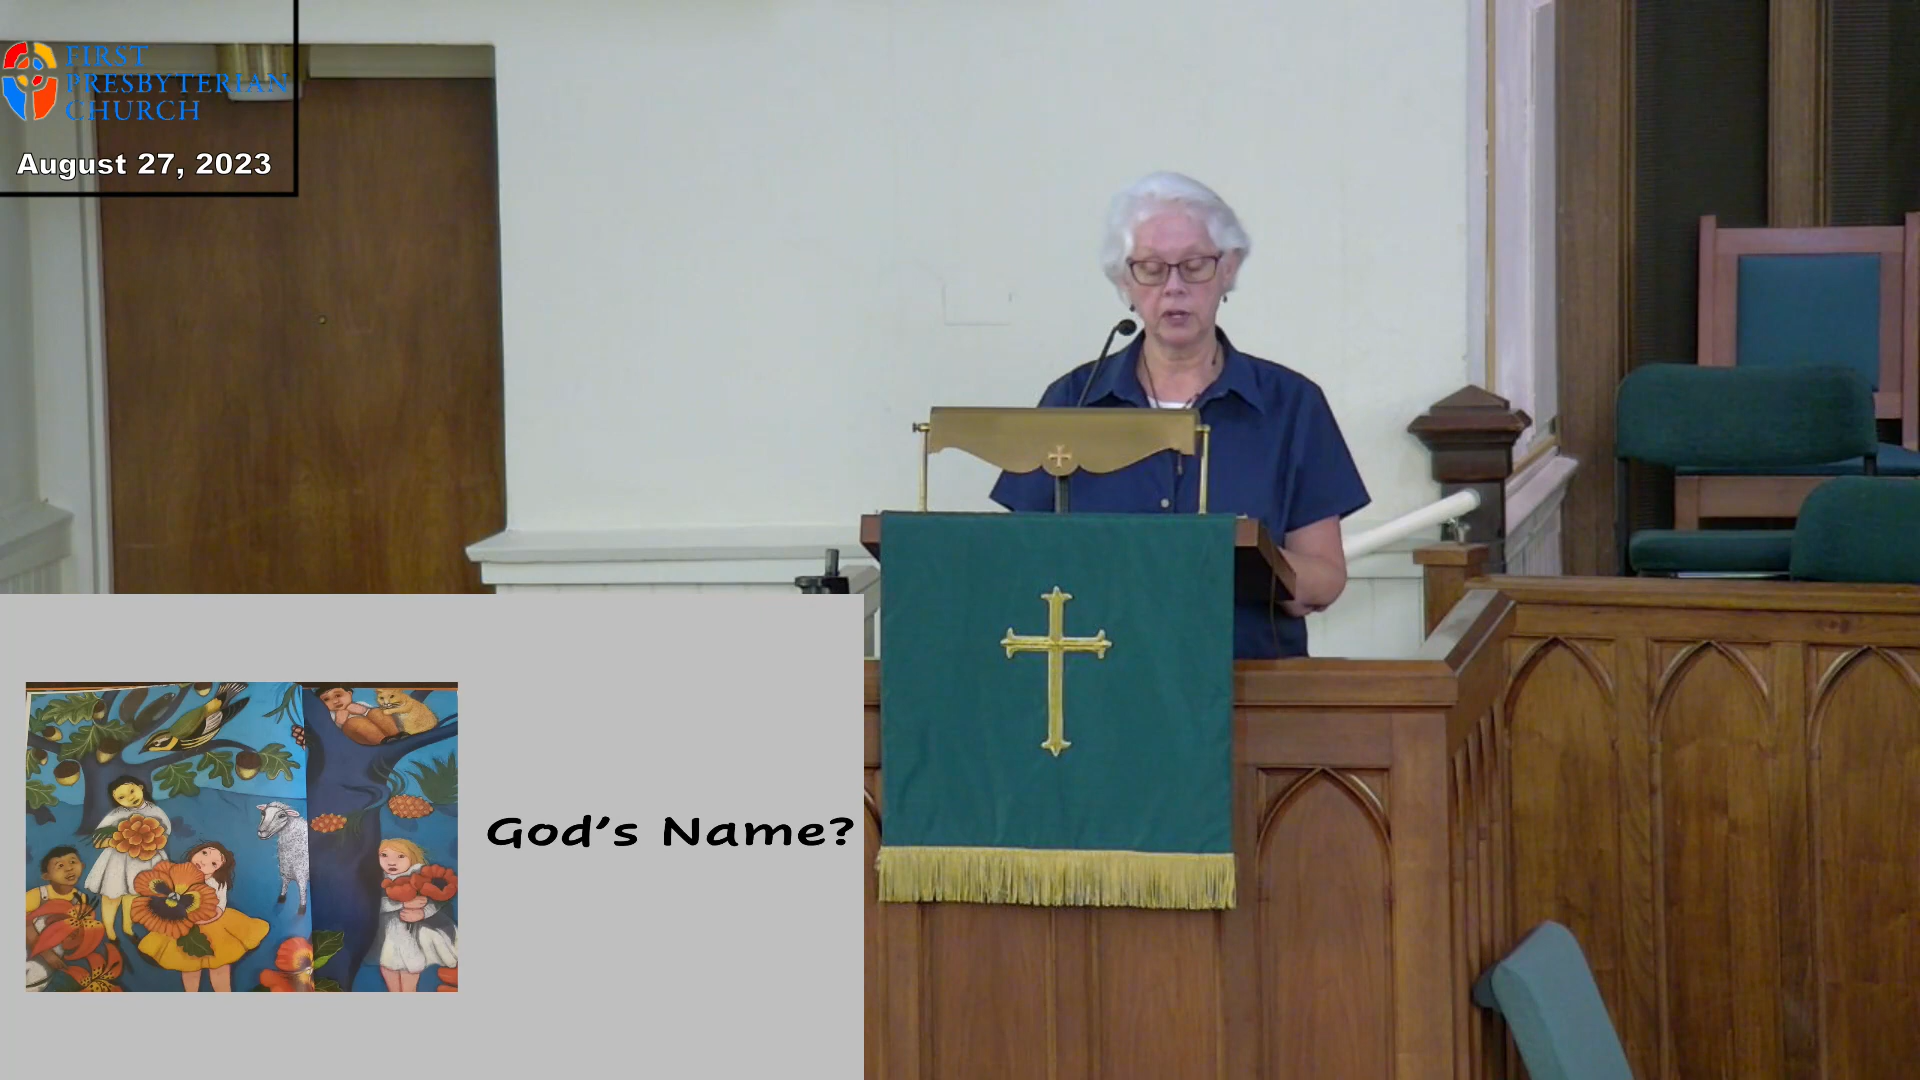 FIRST
PRESBYTERIAN
CHURCH
August 27, 2023
God's Name?